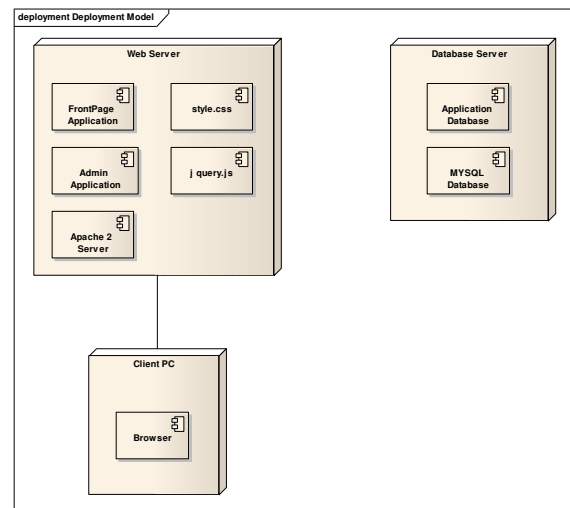 deployment Deployment Model
Web Server
FrontPage
Application
style.css
Admin
Application
j query.js
Apache 2
Server
Database Server
Application
Database
MYSQL
Database
Client PC
Browser